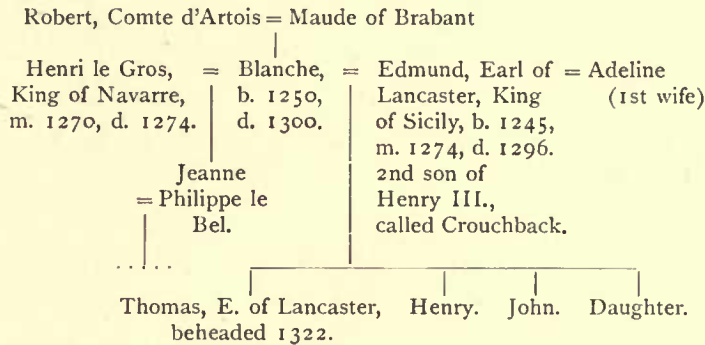 Robert, Comte d'Artois = Maude of Brabant
Henri le Gros, = Blanche, = Edmund, Earl of = Adeline
King of Navarre, b. 1250, Lancaster, King (1st wife)
m. 1270, d. 1274. d. 1300. of Sicily, b. 1245,
m. 1274, d. 1296.
Jeanne 2nd son of
= Philippe le Henry III.,
Bel. called Crouchback.
.....
Thomas, E. of Lancaster, Henry. John. Daughter.
beheaded 1322.